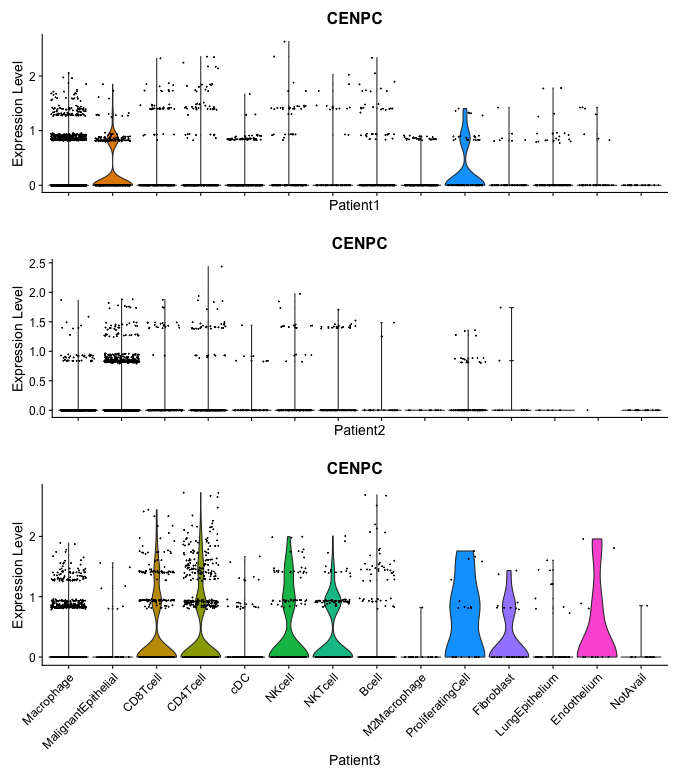 CENPC
Expression Level
2
1
0
Patient1
CENPC
Expression Level
2.5
2.0
1.5
1.0
0.5
0.0
Patient2
CENPC
Expression Level
2
1
0
Macrophage
MalignantEpithelial
CD8Tcell
CD4Tcell
cDC
NKcell
NKTcell
Bcell
M2Macrophage
ProliferatingCell
Fibroblast
LungEpithelium
Endothelium
NotAvail
Patient3